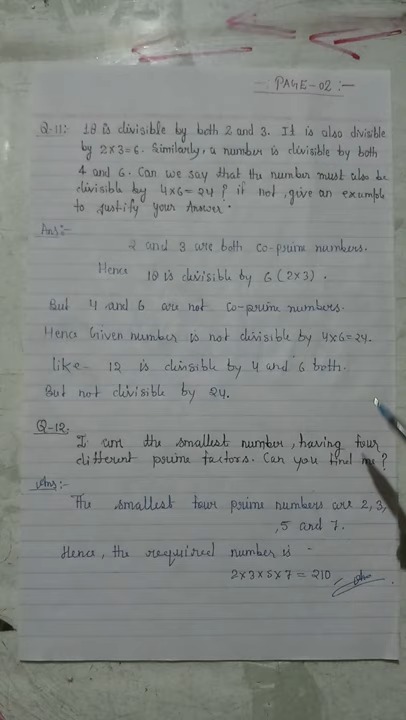 -: PAGE-02 :-
Q-11: 18 is divisible by both 2 and 3. It is also divisible
by 2×3=6. Similarly, a number is divisible by both
4 and 6. Can we say that the number must also be
divisible by 4×6=24? if not, give an example
to justify your Answer.
Ans:-
2 and 3 are both co-prime numbers.
Hence 18 is divisible by 6 (2×3).
But 4 and 6 are not co-prime numbers.
Hence Given number is not divisible by 4×6=24.
Like- 12 is divisible by 4 and 6 both.
But not divisible by 24.
Q-12:
I am the smallest number, having four
different prime factors. Can you find me?
Ans:-
The smallest four prime numbers are 2, 3,
, 5 and 7.
Hence, the required number is -
2×3×5×7 = 210